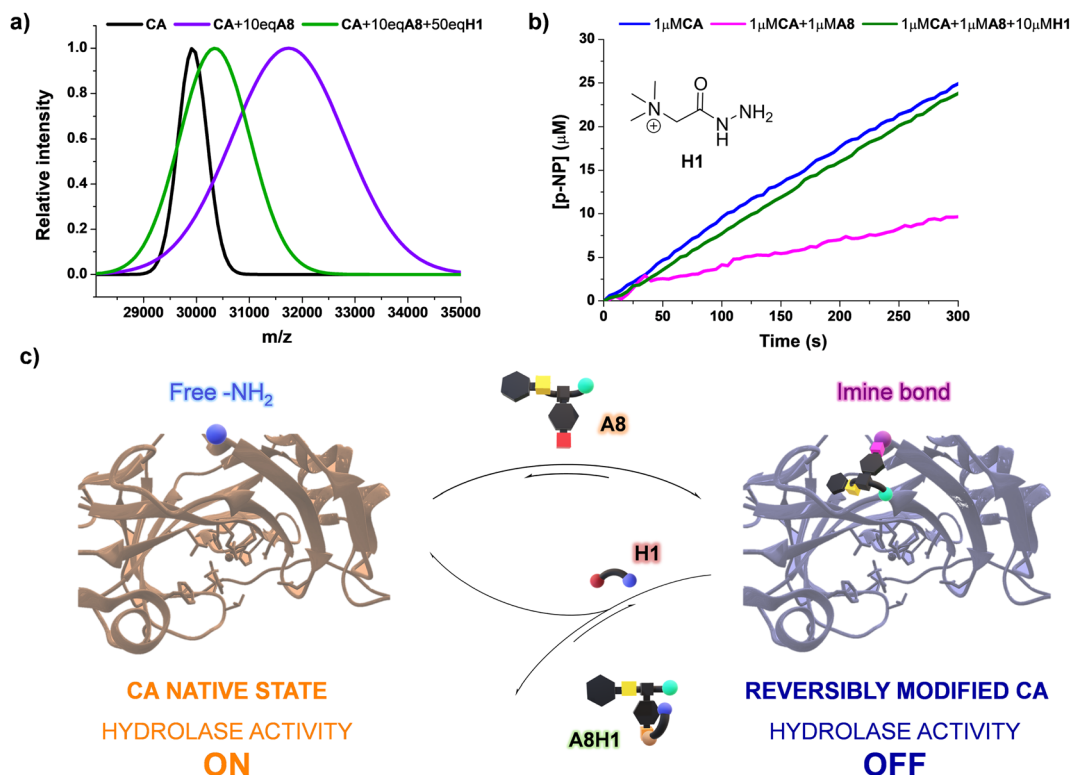 a)
CA CA+10eqA8 CA+10eqA8+50eqH1
Relative intensity
1.0
0.8
0.6
0.4
0.2
0.0
29000 30000 31000 32000 33000 34000 35000
m/z
b)
1μMCA 1μMCA+1μMA8 1μMCA+1μMA8+10μMH1
[p-NP] (μM)
30
25
20
15
10
5
0
0 50 100 150 200 250 300
Time (s)
N
⊕
O
N
H
NH₂
H1
c)
Free -NH₂
A8
Imine bond
H1
A8H1
CA NATIVE STATE
HYDROLASE ACTIVITY
ON
REVERSIBLY MODIFIED CA
HYDROLASE ACTIVITY
OFF